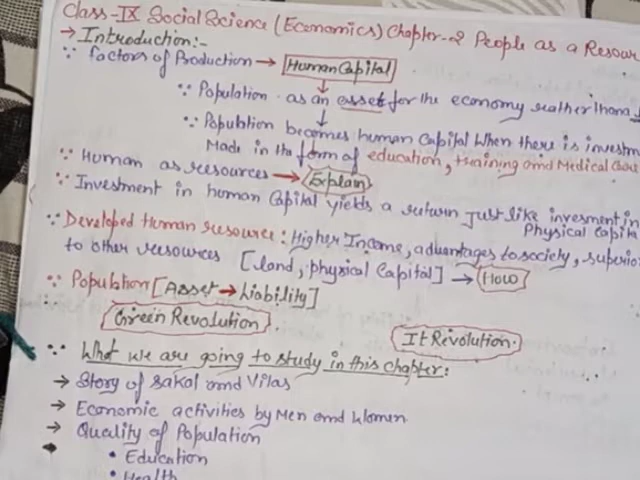 Class-IX Social Science (Economics) Chapter-2 People as a Resour
→ Introduction:-
∵ factors of Production → Human Capital
∵ Population as an asset for the economy rather than a
∵ Population becomes human Capital when there is investm
Made in the form of education, training and Medical Care
∵ Human as resources → Explain
∵ Investment in human Capital yields a return just like invesment in
Physical Capital
∵ Developed Human resource: Higher Income, advantages to society, superio
to other resources [land, physical Capital] → How
∵ Population [Asset → Liability]
Green Revolution. It Revolution.
∵ What we are going to study in this chapter:
→ Story of Sakal and Vilas
→ Economic activities by Men and Women
→ Quality of Population
• Education
• Health